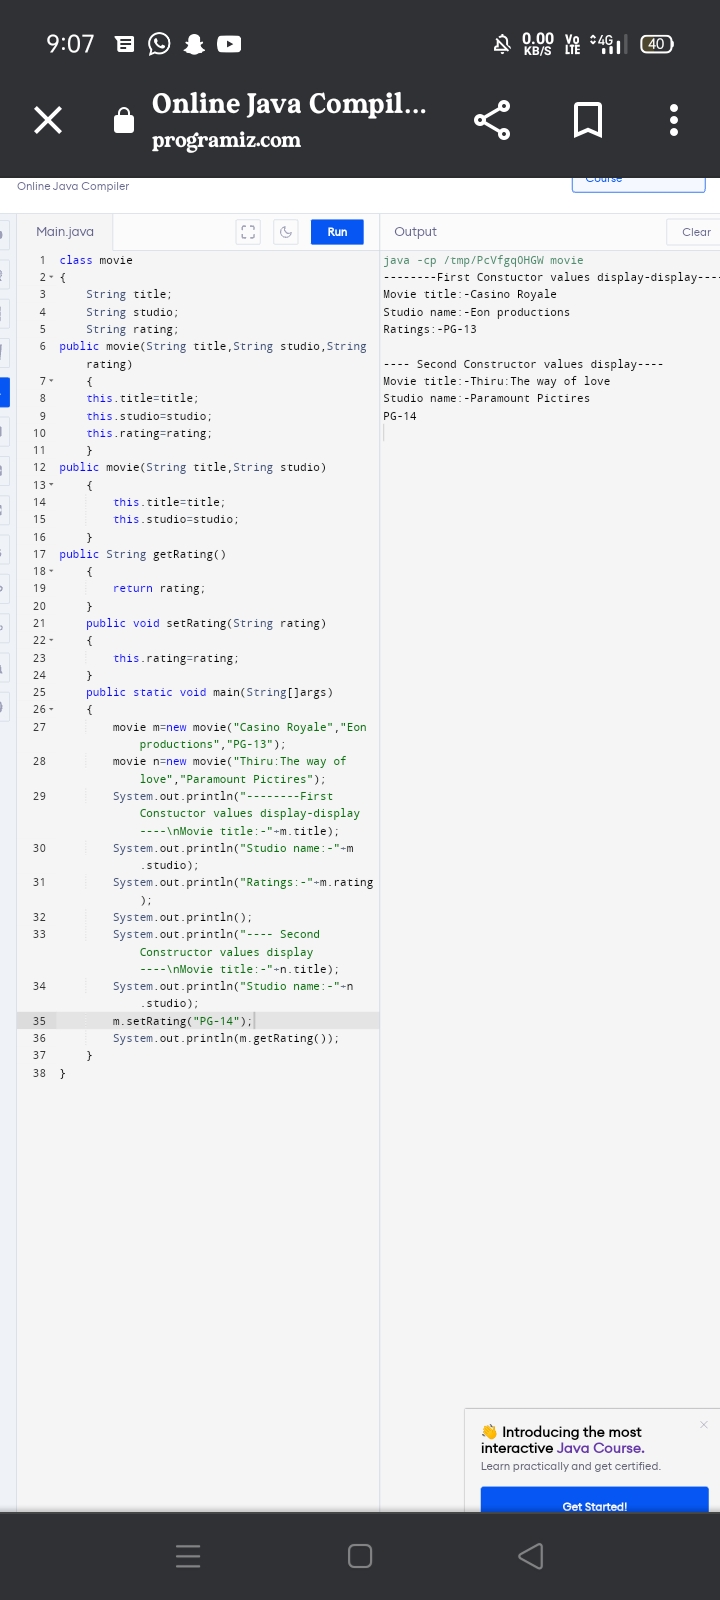 9:07
0.00 KB/S Vo LTE 4G 40
Online Java Compil...
programiz.com
Online Java Compiler
Course
Main.java
Run
Output
Clear
1 class movie
2 {
3 String title;
4 String studio;
5 String rating;
6 public movie(String title,String studio,String
rating)
7 {
8 this.title=title;
9 this.studio=studio;
10 this.rating=rating;
11 }
12 public movie(String title,String studio)
13 {
14 this.title=title;
15 this.studio=studio;
16 }
17 public String getRating()
18 {
19 return rating;
20 }
21 public void setRating(String rating)
22 {
23 this.rating=rating;
24 }
25 public static void main(String[]args)
26 {
27 movie m=new movie("Casino Royale","Eon
productions","PG-13");
28 movie n=new movie("Thiru:The way of
love","Paramount Pictires");
29 System.out.println("--------First
Constuctor values display-display
----\nMovie title:-"+m.title);
30 System.out.println("Studio name:-"+m
.studio);
31 System.out.println("Ratings:-"+m.rating
);
32 System.out.println();
33 System.out.println("---- Second
Constructor values display
----\nMovie title:-"+n.title);
34 System.out.println("Studio name:-"+n
.studio);
35 m.setRating("PG-14");
36 System.out.println(m.getRating());
37 }
38 }
java -cp /tmp/PcVfgqOHGW movie
--------First Constuctor values display-display----
Movie title:-Casino Royale
Studio name:-Eon productions
Ratings:-PG-13
---- Second Constructor values display----
Movie title:-Thiru:The way of love
Studio name:-Paramount Pictires
PG-14
👋 Introducing the most
interactive Java Course.
Learn practically and get certified.
Get Started!